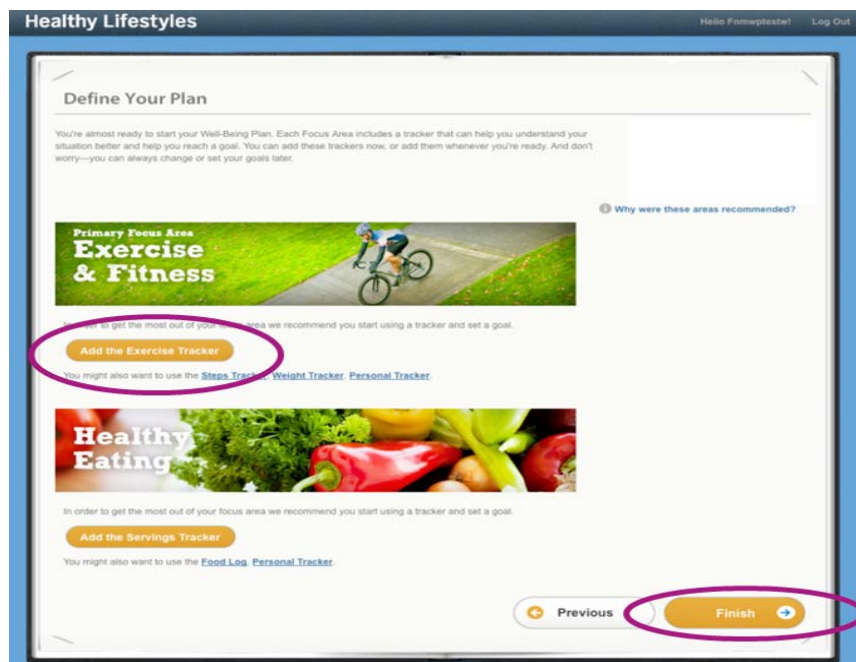 Healthy Lifestyles
Hello Fnmwptestw! Log Out
Define Your Plan
You're almost ready to start your Well-Being Plan. Each Focus Area includes a tracker that can help you understand your
situation better and help you reach a goal. You can add these trackers now, or add them whenever you're ready. And don't
worry—you can always change or set your goals later.
Why were these areas recommended?
Primary Focus Area
Exercise
& Fitness
In order to get the most out of your focus area we recommend you start using a tracker and set a goal.
Add the Exercise Tracker
You might also want to use the Steps Tracker, Weight Tracker, Personal Tracker.
Healthy
Eating
In order to get the most out of your focus area we recommend you start using a tracker and set a goal.
Add the Servings Tracker
You might also want to use the Food Log, Personal Tracker.
Previous
Finish